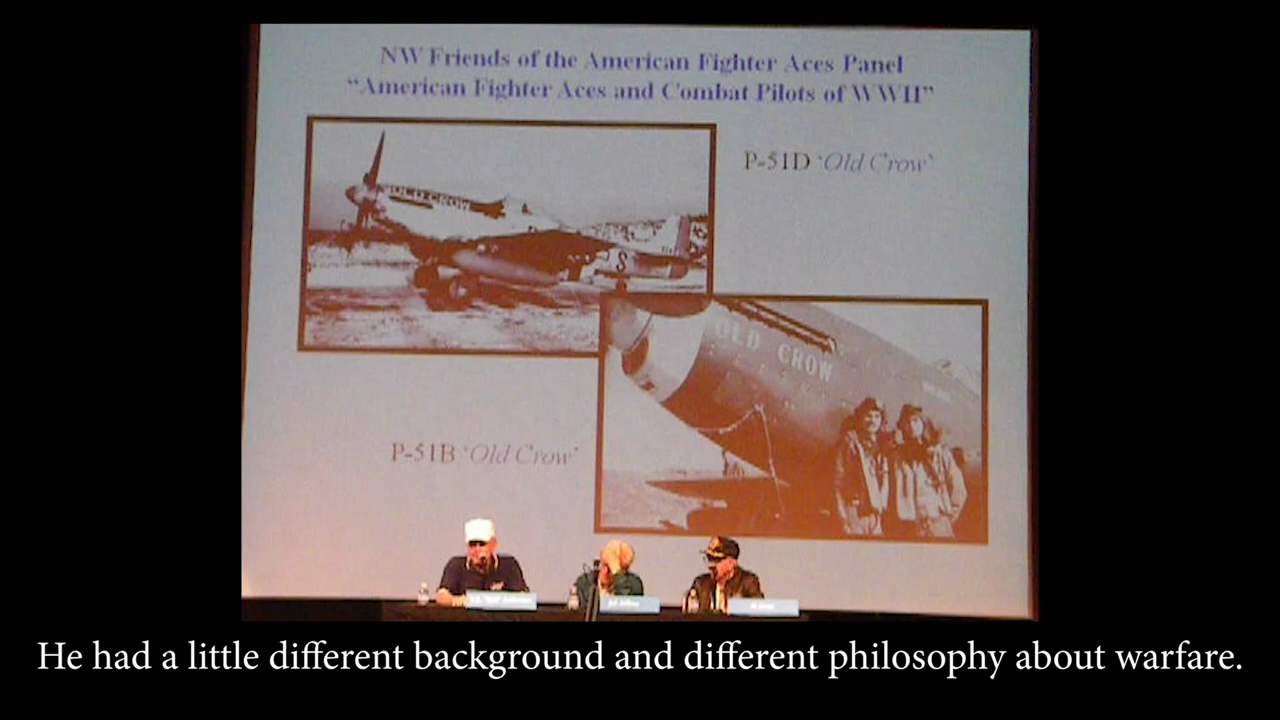 NW Friends of the American Fighter Aces Panel
“American Fighter Aces and Combat Pilots of WWII”
P-51D ‘Old Crow’
OLD CROW
S
OLD CROW
P-51B ‘Old Crow’
He had a little different background and different philosophy about warfare.